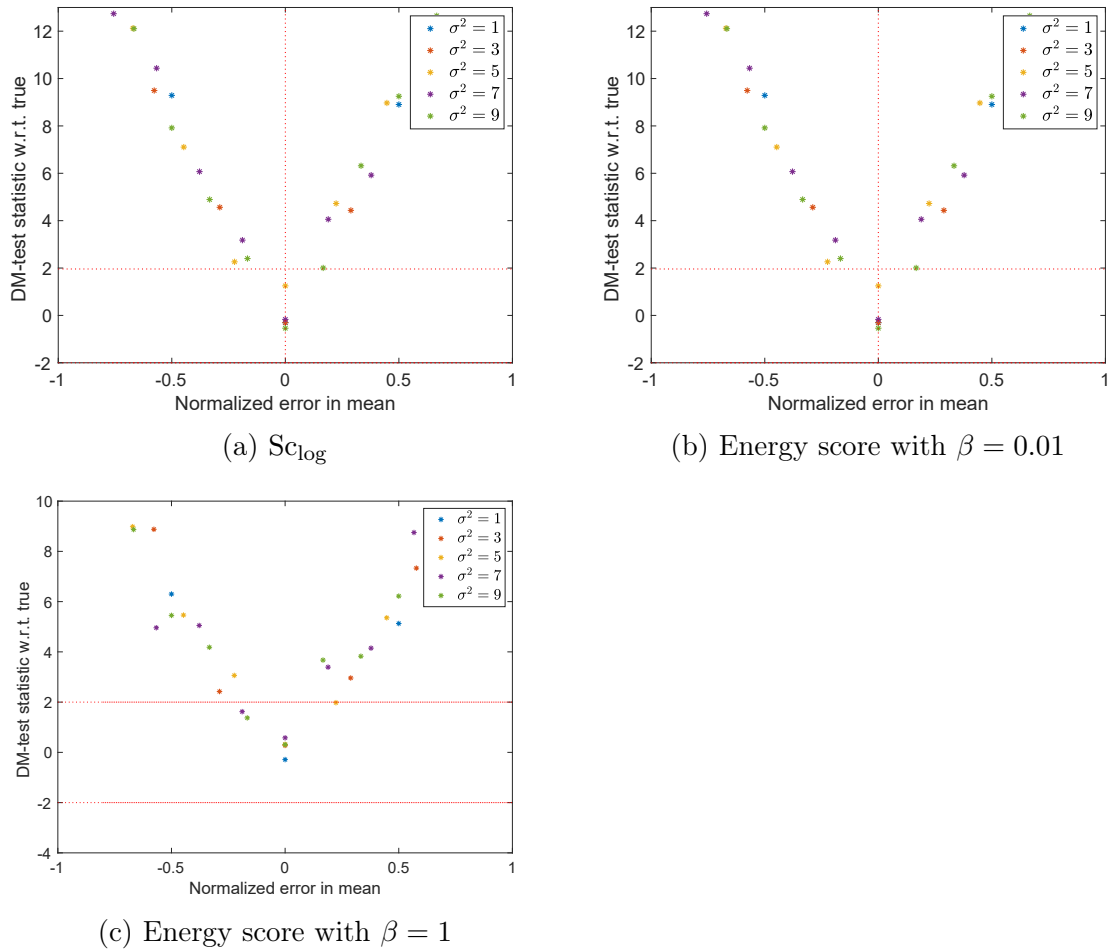 12
10
8
6
4
2
0
-2
DM-test statistic w.r.t. true
-1
-0.5
0
0.5
1
Normalized error in mean
σ² = 1
σ² = 3
σ² = 5
σ² = 7
σ² = 9
(a) Sc_log
12
10
8
6
4
2
0
-2
DM-test statistic w.r.t. true
-1
-0.5
0
0.5
1
Normalized error in mean
σ² = 1
σ² = 3
σ² = 5
σ² = 7
σ² = 9
(b) Energy score with β = 0.01
10
8
6
4
2
0
-2
-4
DM-test statistic w.r.t. true
-1
-0.5
0
0.5
1
Normalized error in mean
σ² = 1
σ² = 3
σ² = 5
σ² = 7
σ² = 9
(c) Energy score with β = 1